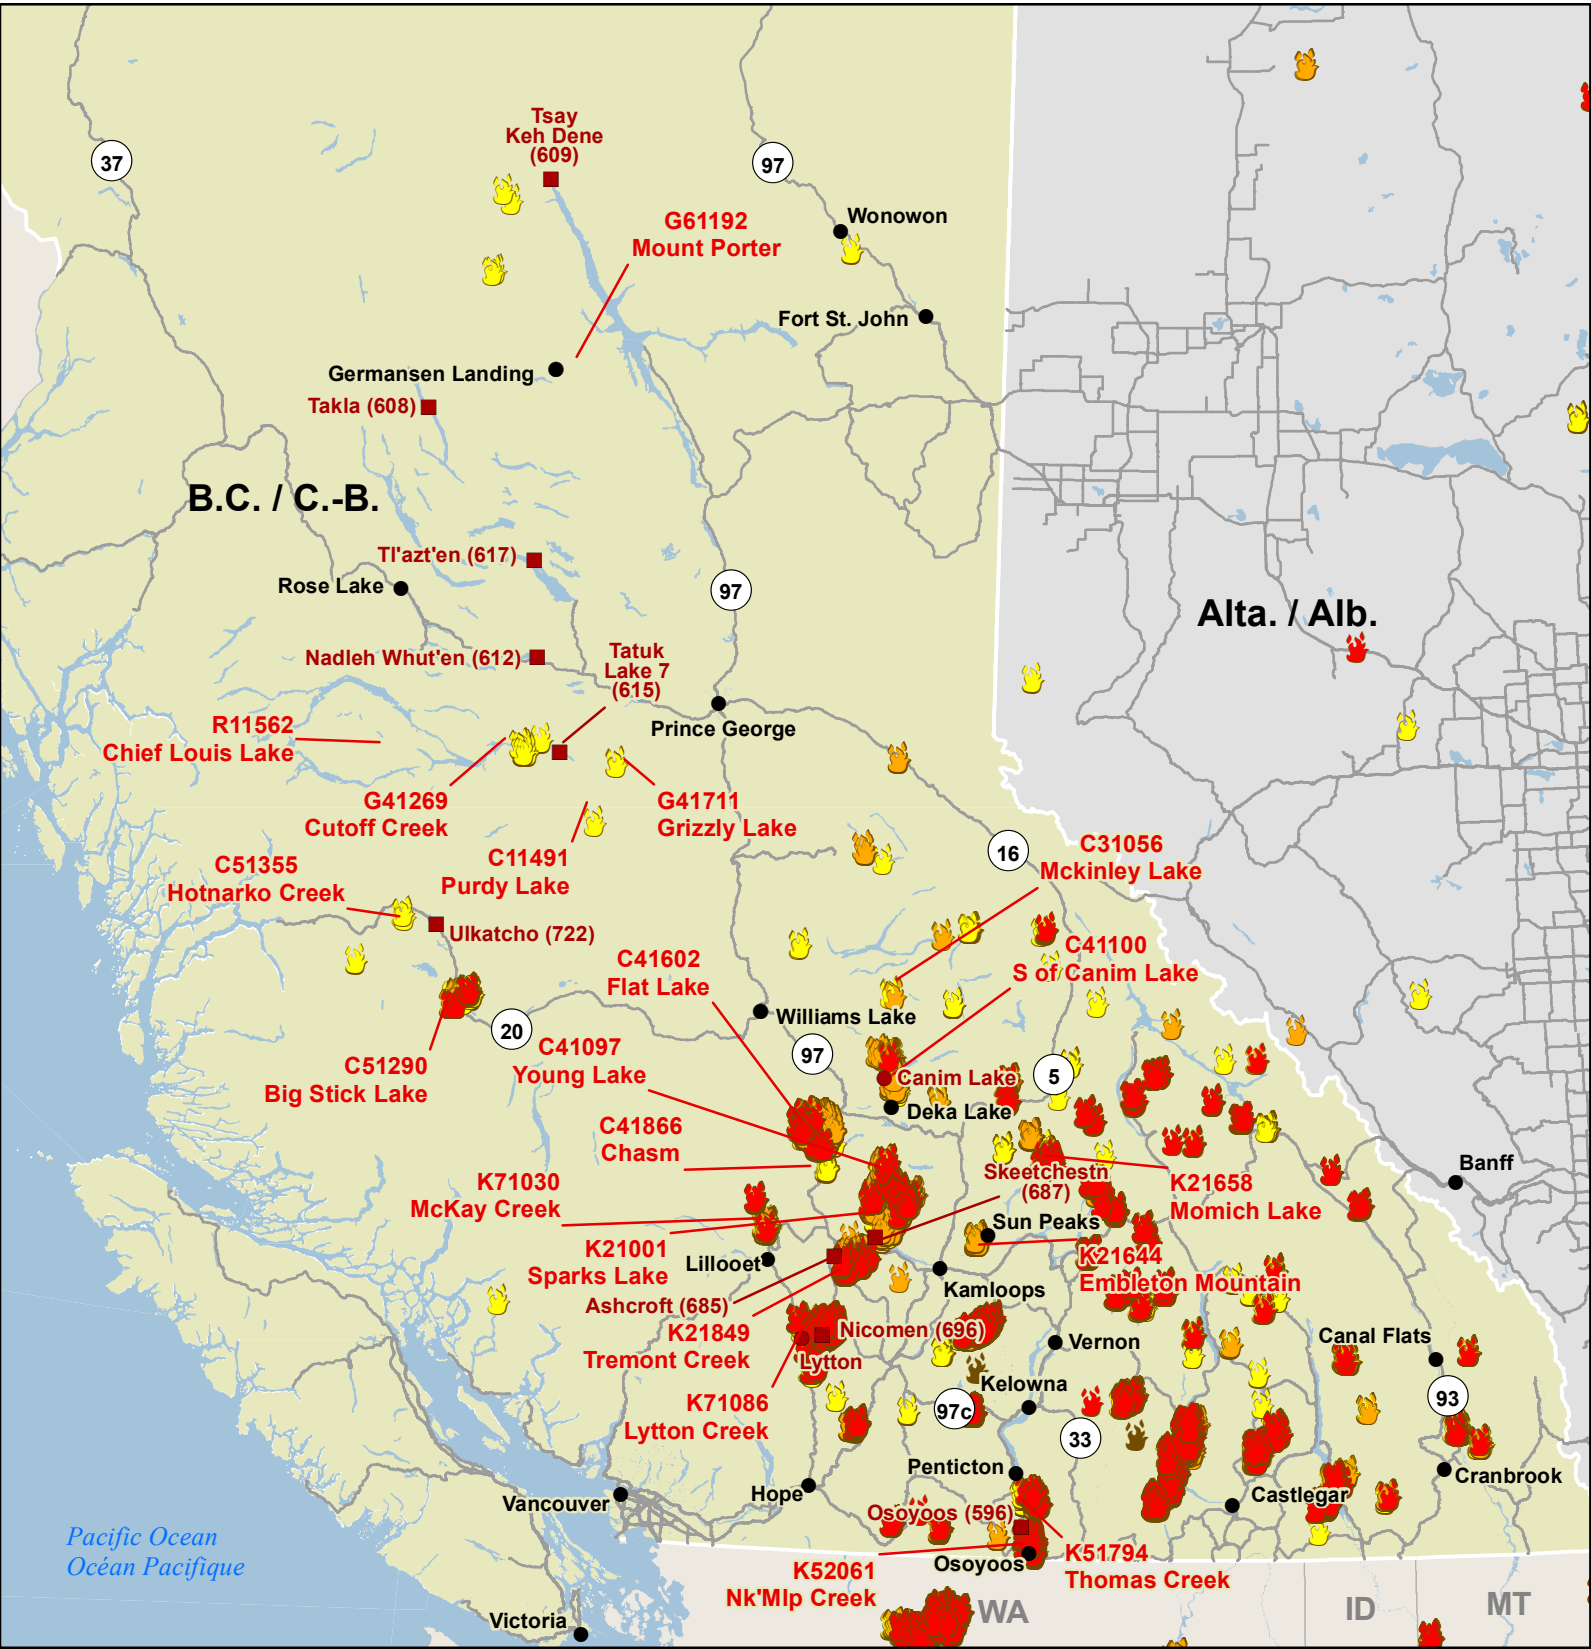 Tsay
Keh Dene
(609)
37
97
G61192
Mount Porter
Wonowon
Fort St. John
Germansen Landing
Takla (608)
B.C. / C.-B.
Tl'azt'en (617)
Rose Lake
97
Alta. / Alb.
Nadleh Whut'en (612)
Tatuk
Lake 7
(615)
R11562
Chief Louis Lake
Prince George
G41269
Cutoff Creek
G41711
Grizzly Lake
C11491
Purdy Lake
16
C31056
Mckinley Lake
C51355
Hotnarko Creek
Ulkatcho (722)
C41602
Flat Lake
C41100
S of Canim Lake
Williams Lake
20
97
C51290
Big Stick Lake
C41097
Young Lake
Canim Lake
5
Deka Lake
C41866
Chasm
Banff
K71030
McKay Creek
Skeetchestn
(687)
K21658
Momich Lake
Sun Peaks
K21001
Sparks Lake
Lillooet
K21644
Embleton Mountain
Kamloops
Ashcroft (685)
K21849
Tremont Creek
Nicomen (696)
Lytton
Vernon
Canal Flats
K71086
Lytton Creek
Kelowna
97c
33
93
Penticton
Cranbrook
Castlegar
Hope
Vancouver
Osoyoos (596)
Pacific Ocean
Océan Pacifique
K52061
Nk'Mlp Creek
Osoyoos
K51794
Thomas Creek
Victoria
WA
ID
MT